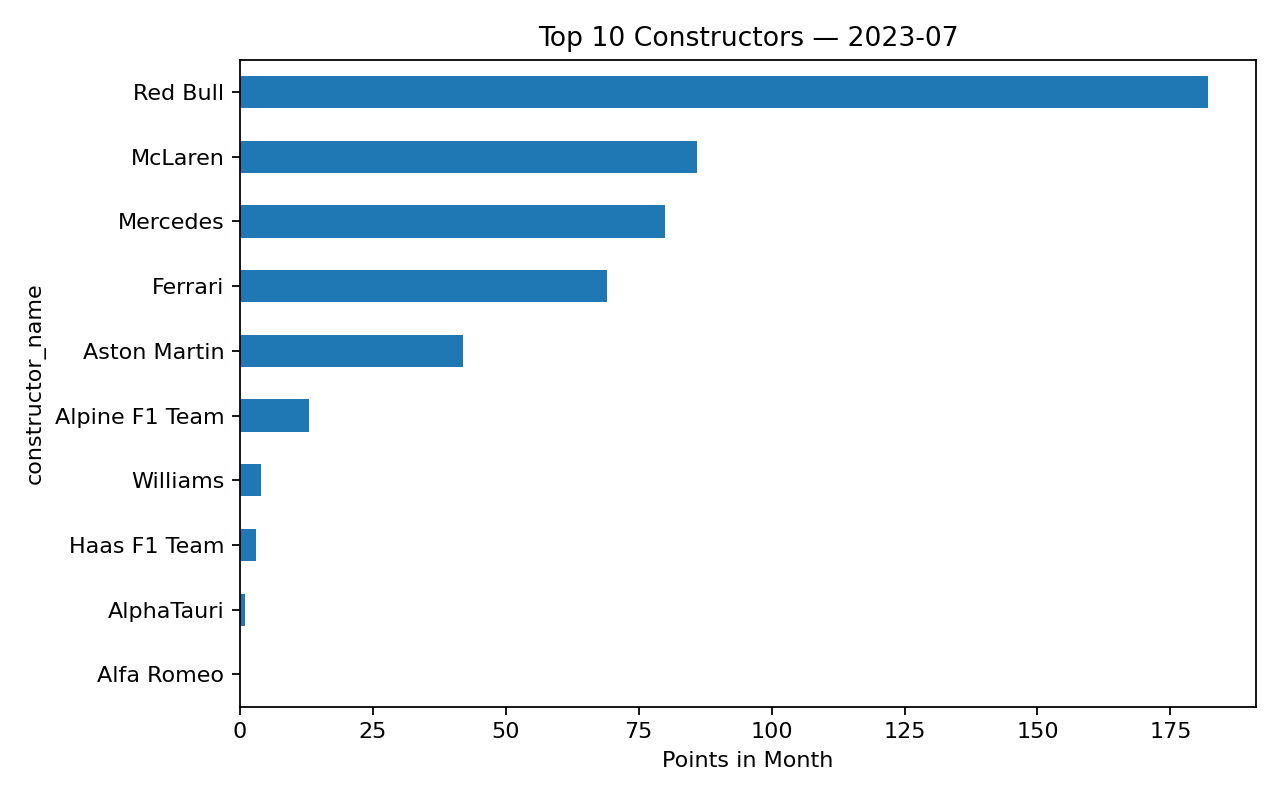 Top 10 Constructors — 2023-07
constructor_name
Red Bull
McLaren
Mercedes
Ferrari
Aston Martin
Alpine F1 Team
Williams
Haas F1 Team
AlphaTauri
Alfa Romeo
0 25 50 75 100 125 150 175
Points in Month